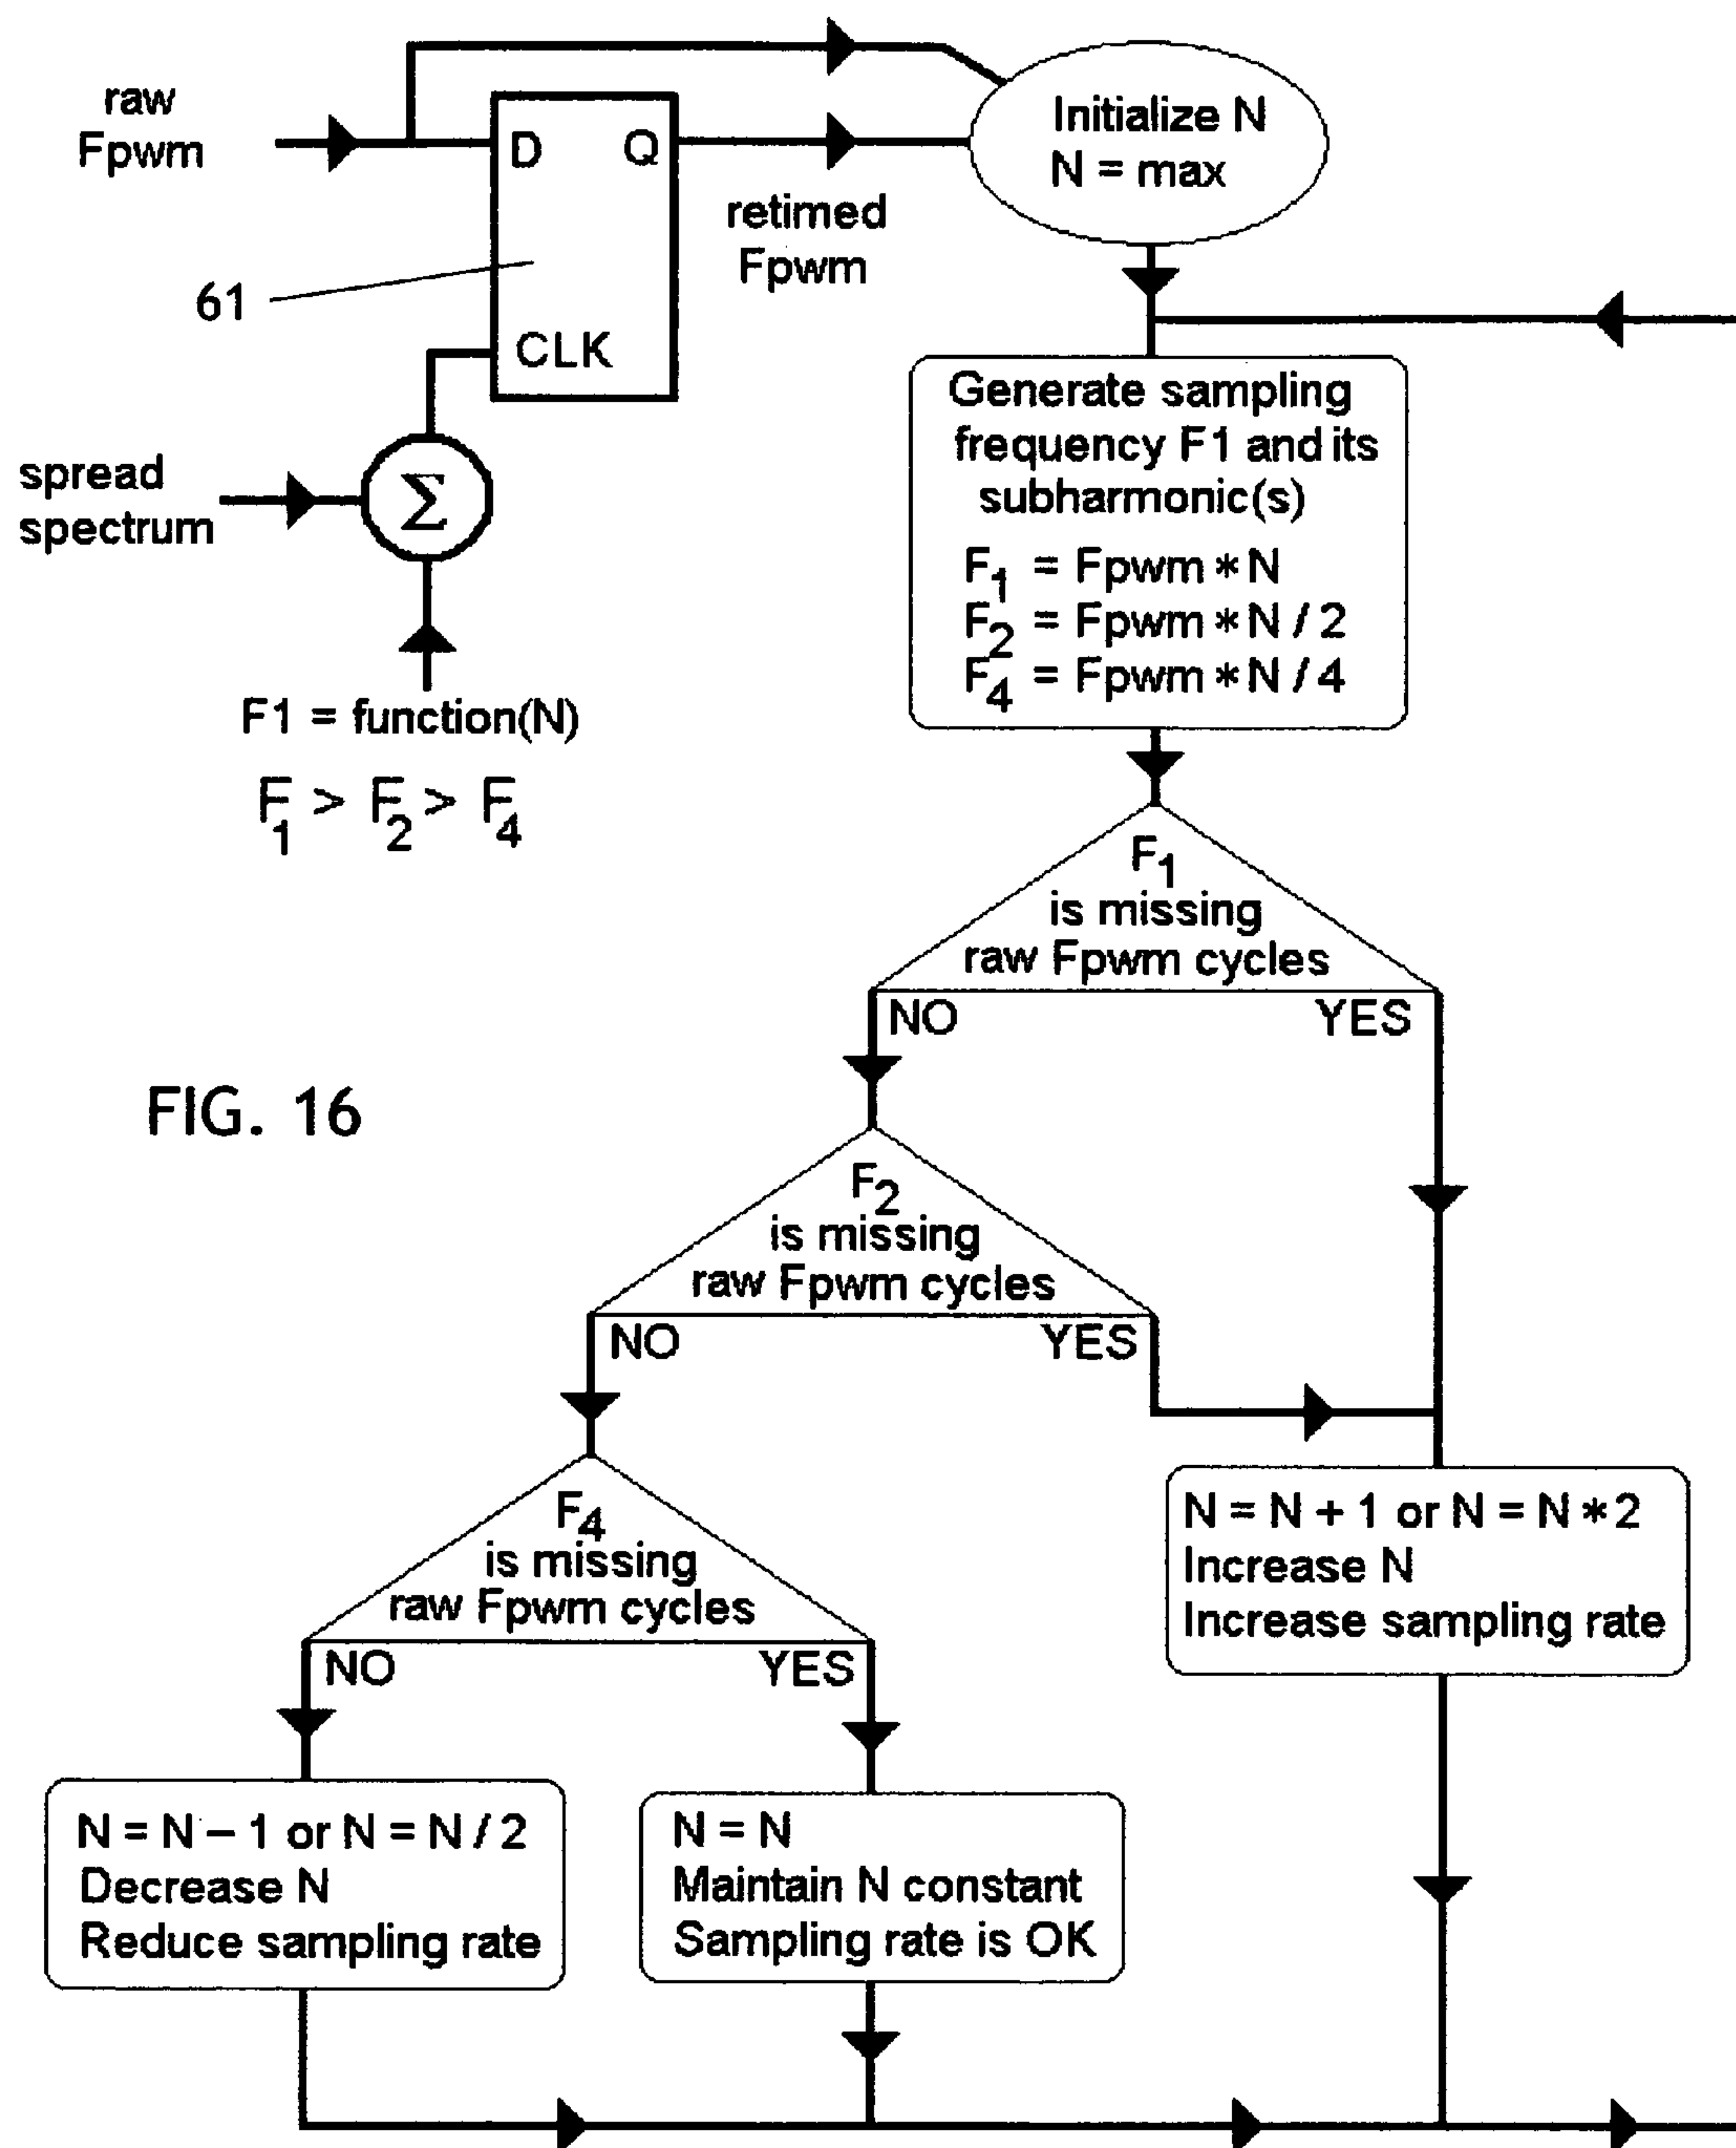 raw
Fpwm
D Q
CLK
61
retimed
Fpwm
Initialize N
N = max
spread
spectrum
Σ
F1 = function(N)
F1 > F2 > F4
Generate sampling
frequency F1 and its
subharmonic(s)
F1 = Fpwm * N
F2 = Fpwm * N / 2
F4 = Fpwm * N / 4
F1
is missing
raw Fpwm cycles
NO YES
FIG. 16
F2
is missing
raw Fpwm cycles
NO YES
F4
is missing
raw Fpwm cycles
NO YES
N = N + 1 or N = N * 2
Increase N
Increase sampling rate
N = N – 1 or N = N / 2
Decrease N
Reduce sampling rate
N = N
Maintain N constant
Sampling rate is OK